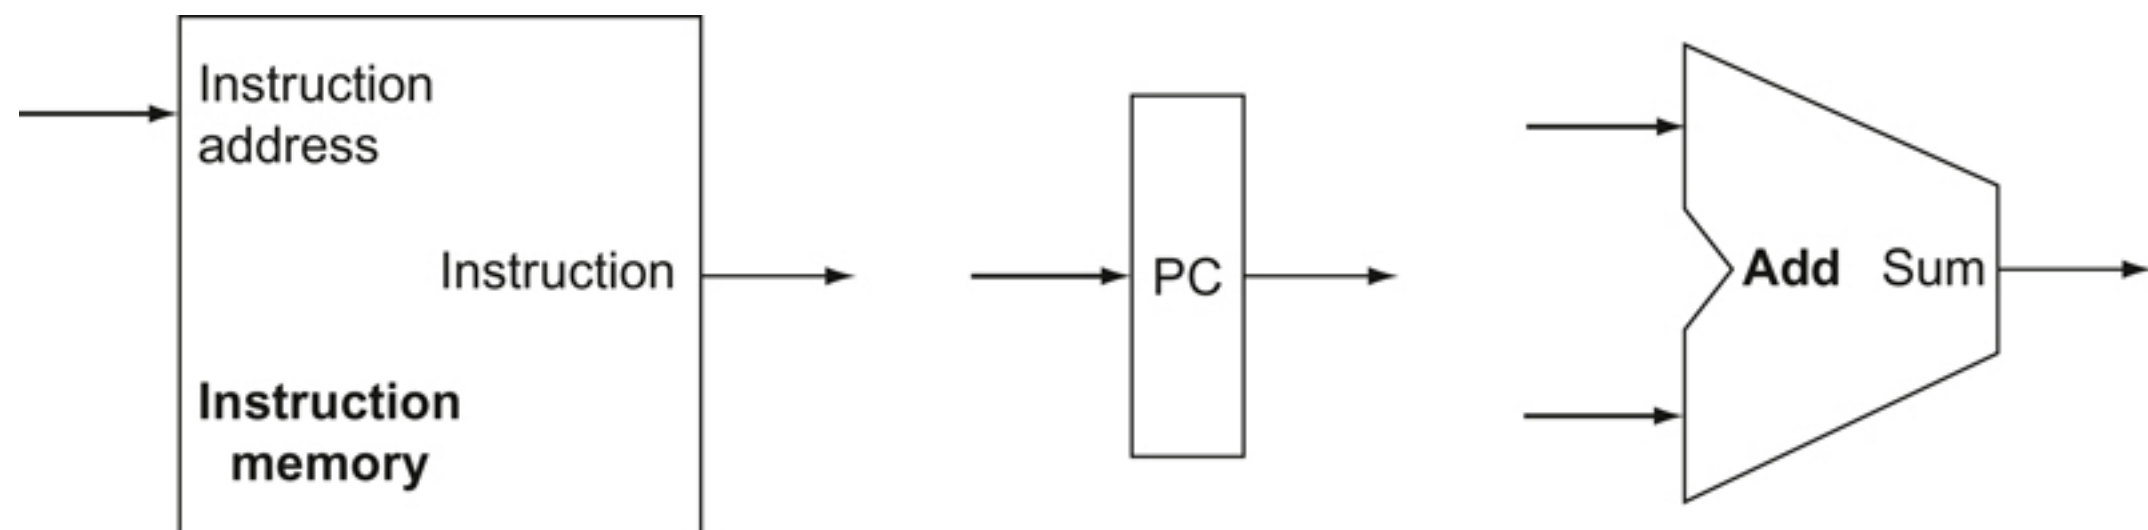 Instruction
address
Instruction
Instruction
memory
PC
Add Sum